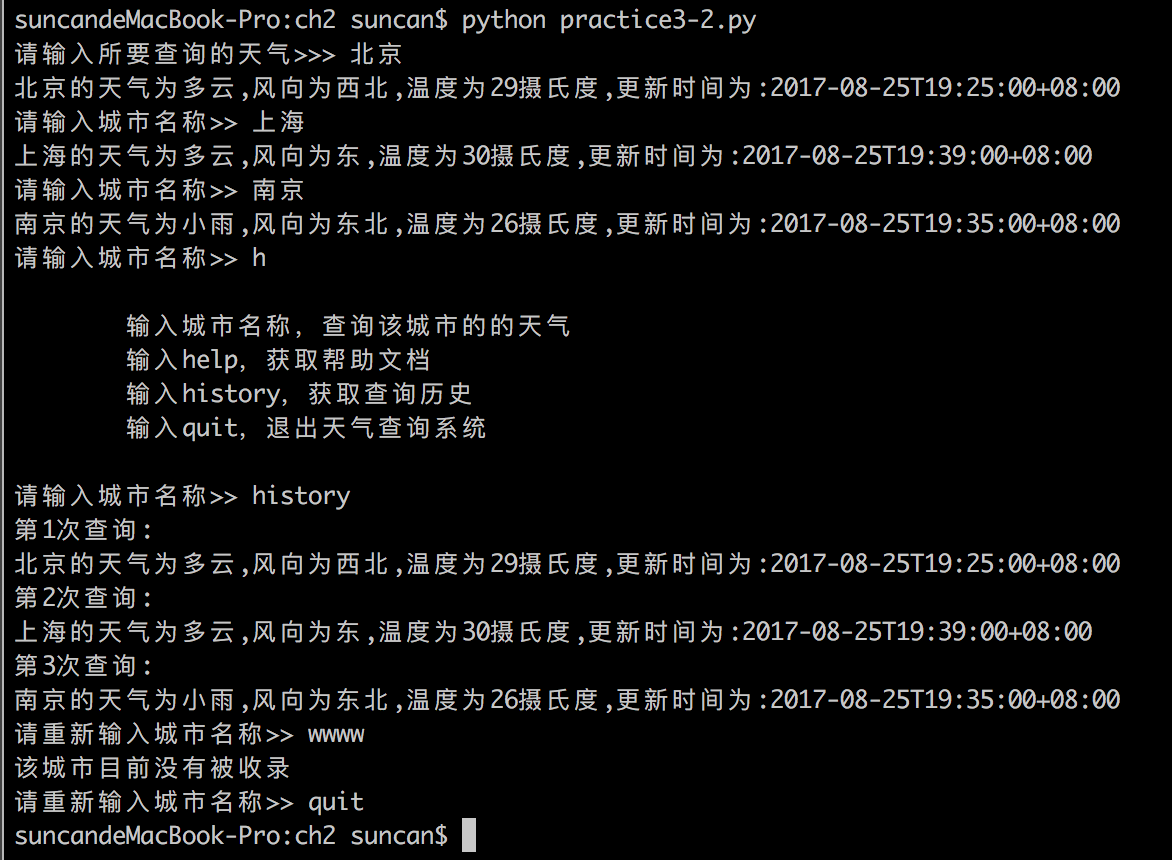 suncandeMacBook-Pro:ch2 suncan$ python practice3-2.py
请输入所要查询的天气>>> 北京
北京的天气为多云,风向为西北,温度为29摄氏度,更新时间为:2017-08-25T19:25:00+08:00
请输入城市名称>> 上海
上海的天气为多云,风向为东,温度为30摄氏度,更新时间为:2017-08-25T19:39:00+08:00
请输入城市名称>> 南京
南京的天气为小雨,风向为东北,温度为26摄氏度,更新时间为:2017-08-25T19:35:00+08:00
请输入城市名称>> h
输入城市名称, 查询该城市的的天气
输入help, 获取帮助文档
输入history, 获取查询历史
输入quit, 退出天气查询系统
请输入城市名称>> history
第1次查询:
北京的天气为多云,风向为西北,温度为29摄氏度,更新时间为:2017-08-25T19:25:00+08:00
第2次查询:
上海的天气为多云,风向为东,温度为30摄氏度,更新时间为:2017-08-25T19:39:00+08:00
第3次查询:
南京的天气为小雨,风向为东北,温度为26摄氏度,更新时间为:2017-08-25T19:35:00+08:00
请重新输入城市名称>> wwww
该城市目前没有被收录
请重新输入城市名称>> quit
suncandeMacBook-Pro:ch2 suncan$